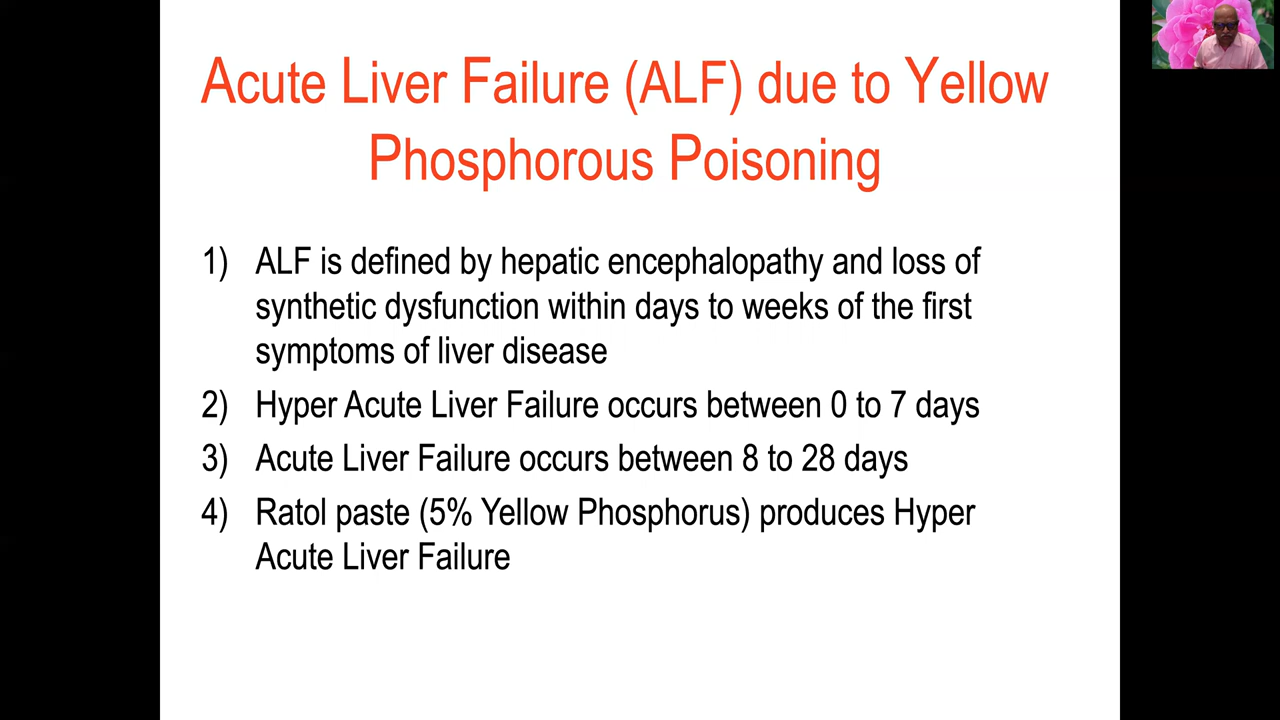 Acute Liver Failure (ALF) due to Yellow
Phosphorous Poisoning
1) ALF is defined by hepatic encephalopathy and loss of
synthetic dysfunction within days to weeks of the first
symptoms of liver disease
2) Hyper Acute Liver Failure occurs between 0 to 7 days
3) Acute Liver Failure occurs between 8 to 28 days
4) Ratol paste (5% Yellow Phosphorus) produces Hyper
Acute Liver Failure